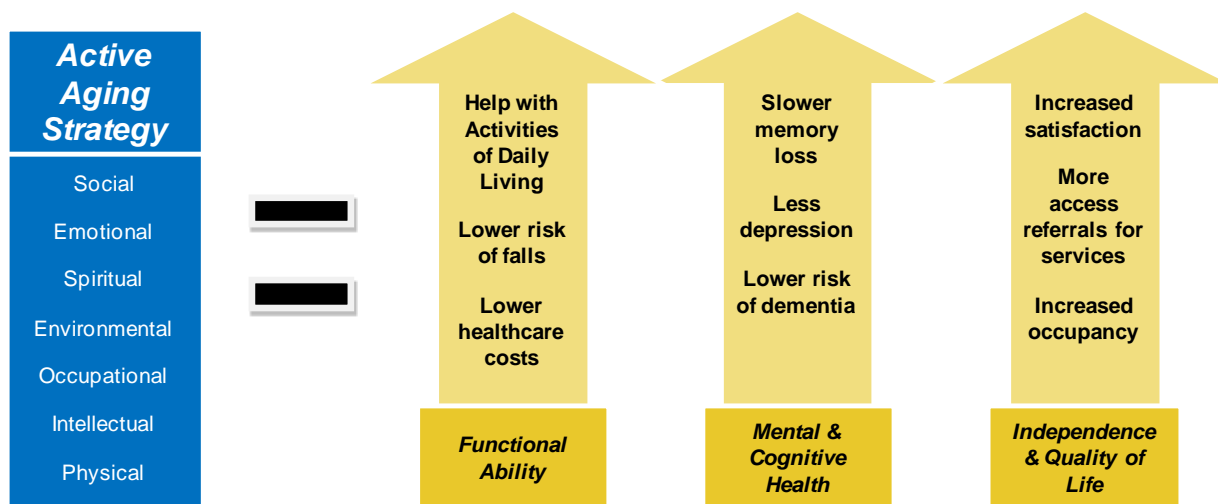 Active
Aging
Strategy
Social
Emotional
Spiritual
Environmental
Occupational
Intellectual
Physical
Help with
Activities
of Daily
Living
Lower risk
of falls
Lower
healthcare
costs
Functional
Ability
Slower
memory
loss
Less
depression
Lower risk
of dementia
Mental &
Cognitive
Health
Increased
satisfaction
More
access
referrals for
services
Increased
occupancy
Independence
& Quality of
Life